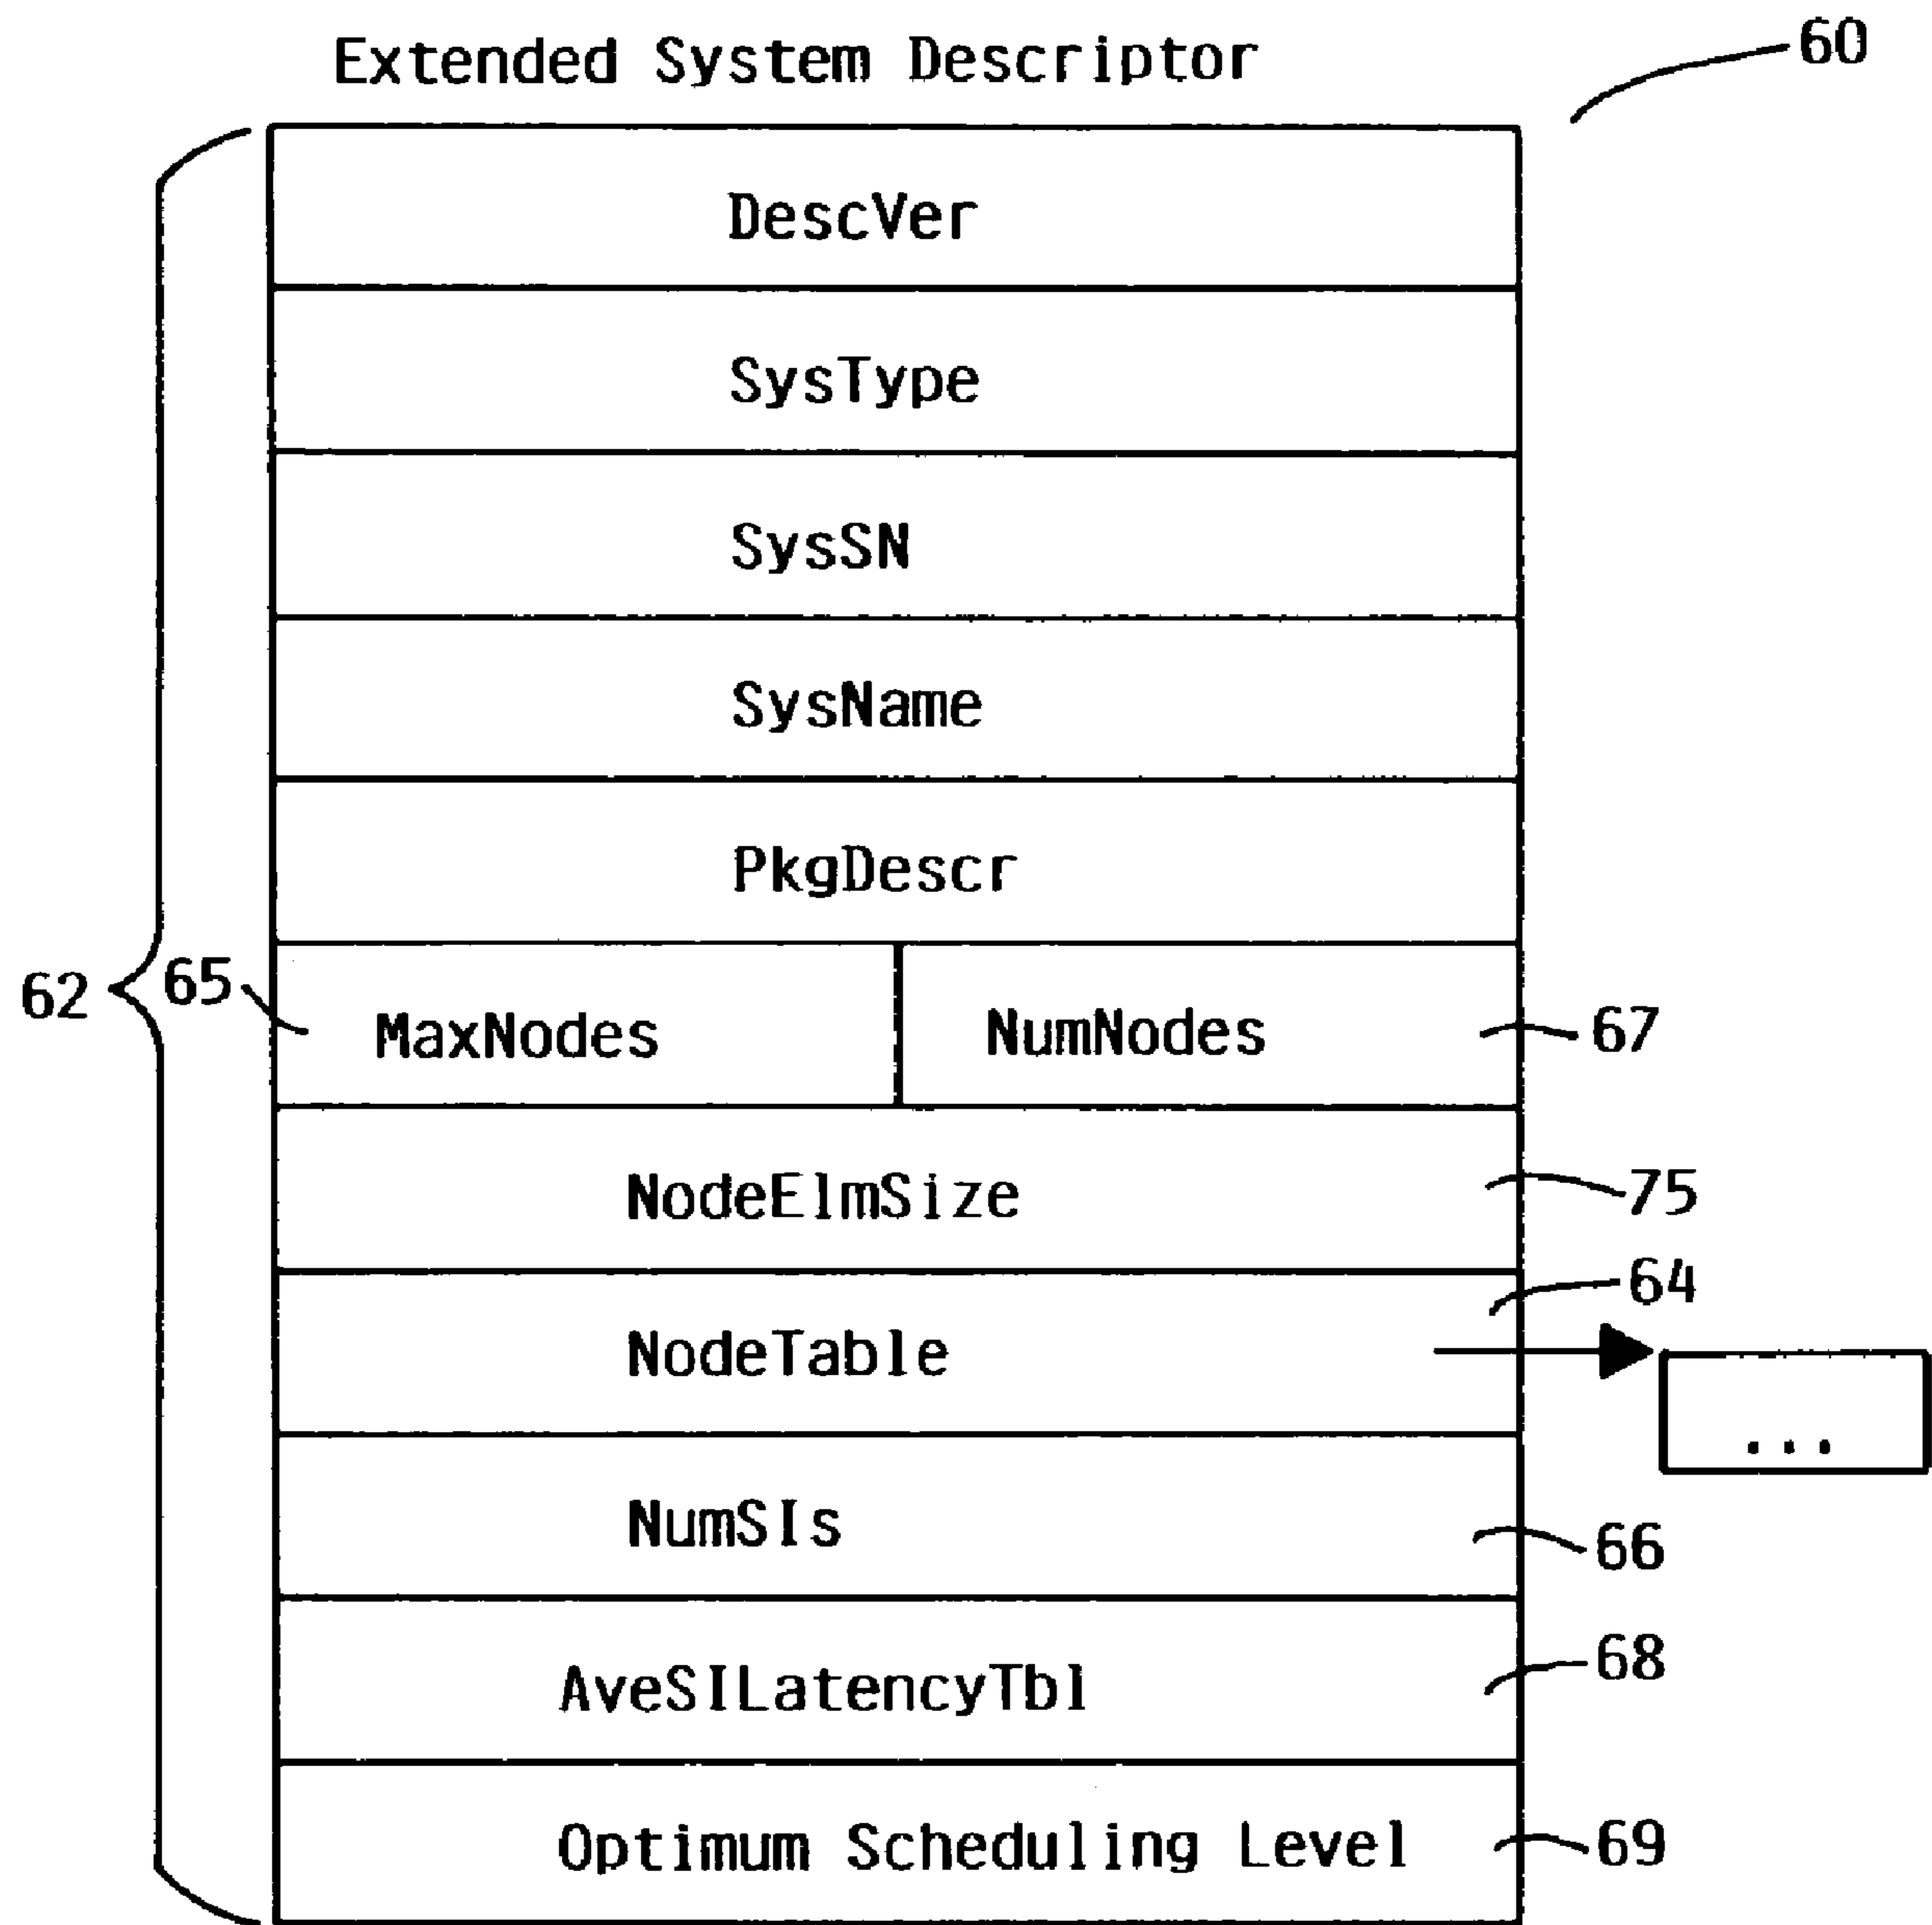 Extended System Descriptor
60
DescVer
SysType
SysSN
SysName
PkgDescr
62
65
MaxNodes
NumNodes
67
NodeElmSize
75
64
NodeTable
...
NumSIs
66
AveSILatencyTbl
68
Optimum Scheduling Level
69